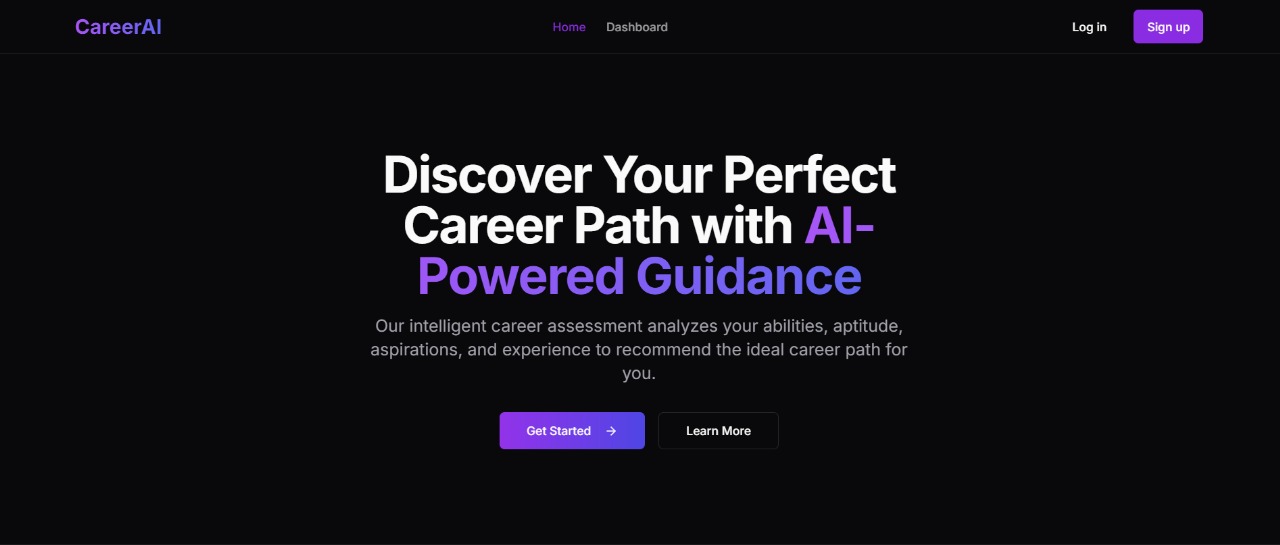 CareerAI
Home
Dashboard
Log in
Sign up
Discover Your Perfect
Career Path with AI-
Powered Guidance
Our intelligent career assessment analyzes your abilities, aptitude,
aspirations, and experience to recommend the ideal career path for
you.
Get Started →
Learn More